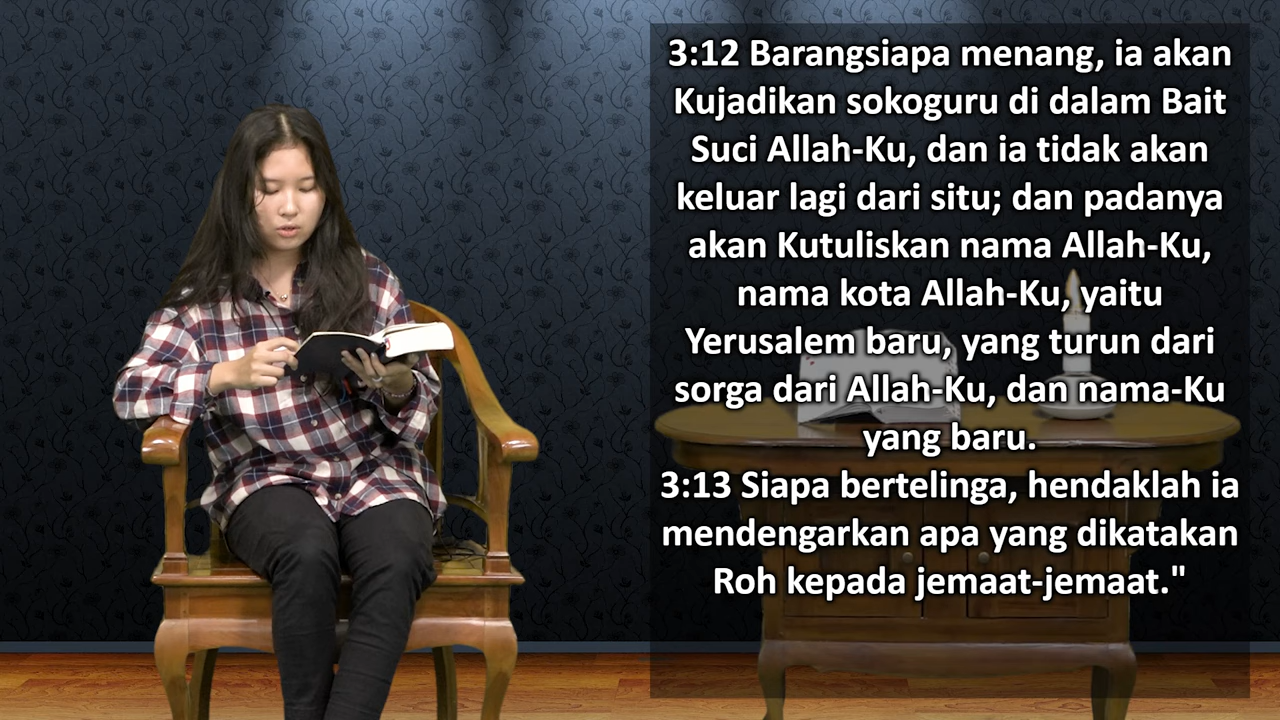 3:12 Barangsiapa menang, ia akan
Kujadikan sokoguru di dalam Bait
Suci Allah-Ku, dan ia tidak akan
keluar lagi dari situ; dan padanya
akan Kutuliskan nama Allah-Ku,
nama kota Allah-Ku, yaitu
Yerusalem baru, yang turun dari
sorga dari Allah-Ku, dan nama-Ku
yang baru.
3:13 Siapa bertelinga, hendaklah ia
mendengarkan apa yang dikatakan
Roh kepada jemaat-jemaat."